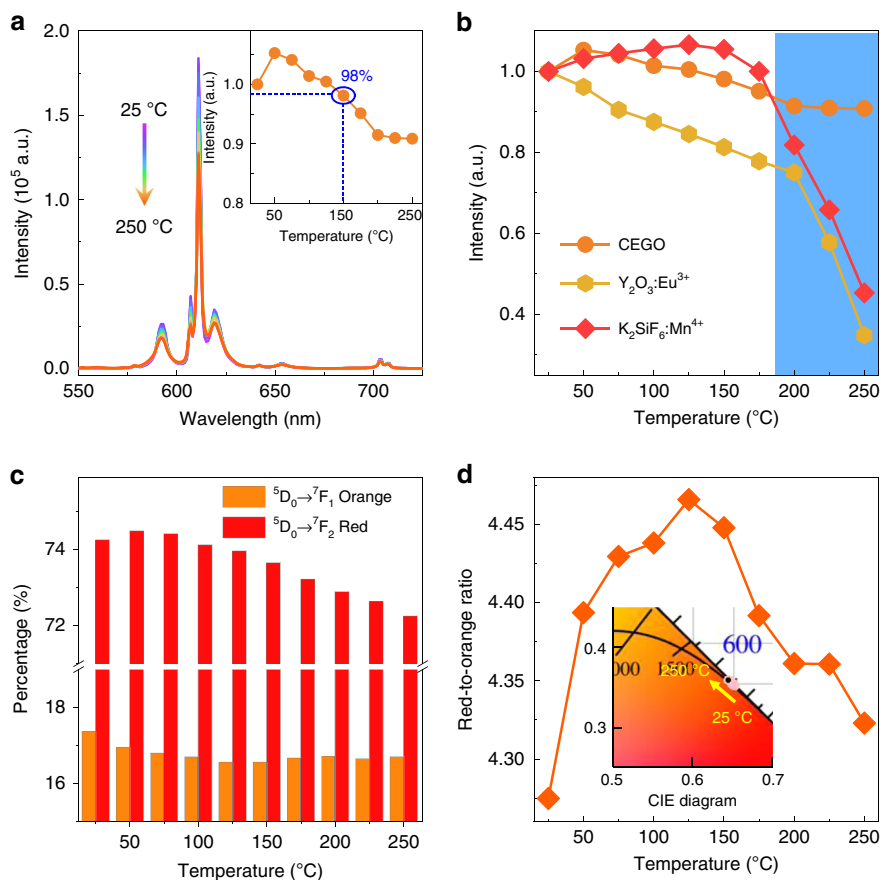 a
2.0
1.5
1.0
0.5
0.0
Intensity (10⁵ a.u.)
25 °C
250 °C
550
600
650
700
Wavelength (nm)
1.0
0.9
0.8
Intensity (a.u.)
98%
50
150
250
Temperature (°C)
b
1.0
0.8
0.6
0.4
Intensity (a.u.)
CEGO
Y₂O₃:Eu³⁺
K₂SiF₆:Mn⁴⁺
50
100
150
200
250
Temperature (°C)
c
⁵D₀→⁷F₁ Orange
⁵D₀→⁷F₂ Red
74
72
18
16
Percentage (%)
50
100
150
200
250
Temperature (°C)
d
4.45
4.40
4.35
4.30
Red-to-orange ratio
0.4
0.3
600
000
250 °C
25 °C
0.5
0.6
0.7
CIE diagram
50
100
150
200
250
Temperature (°C)